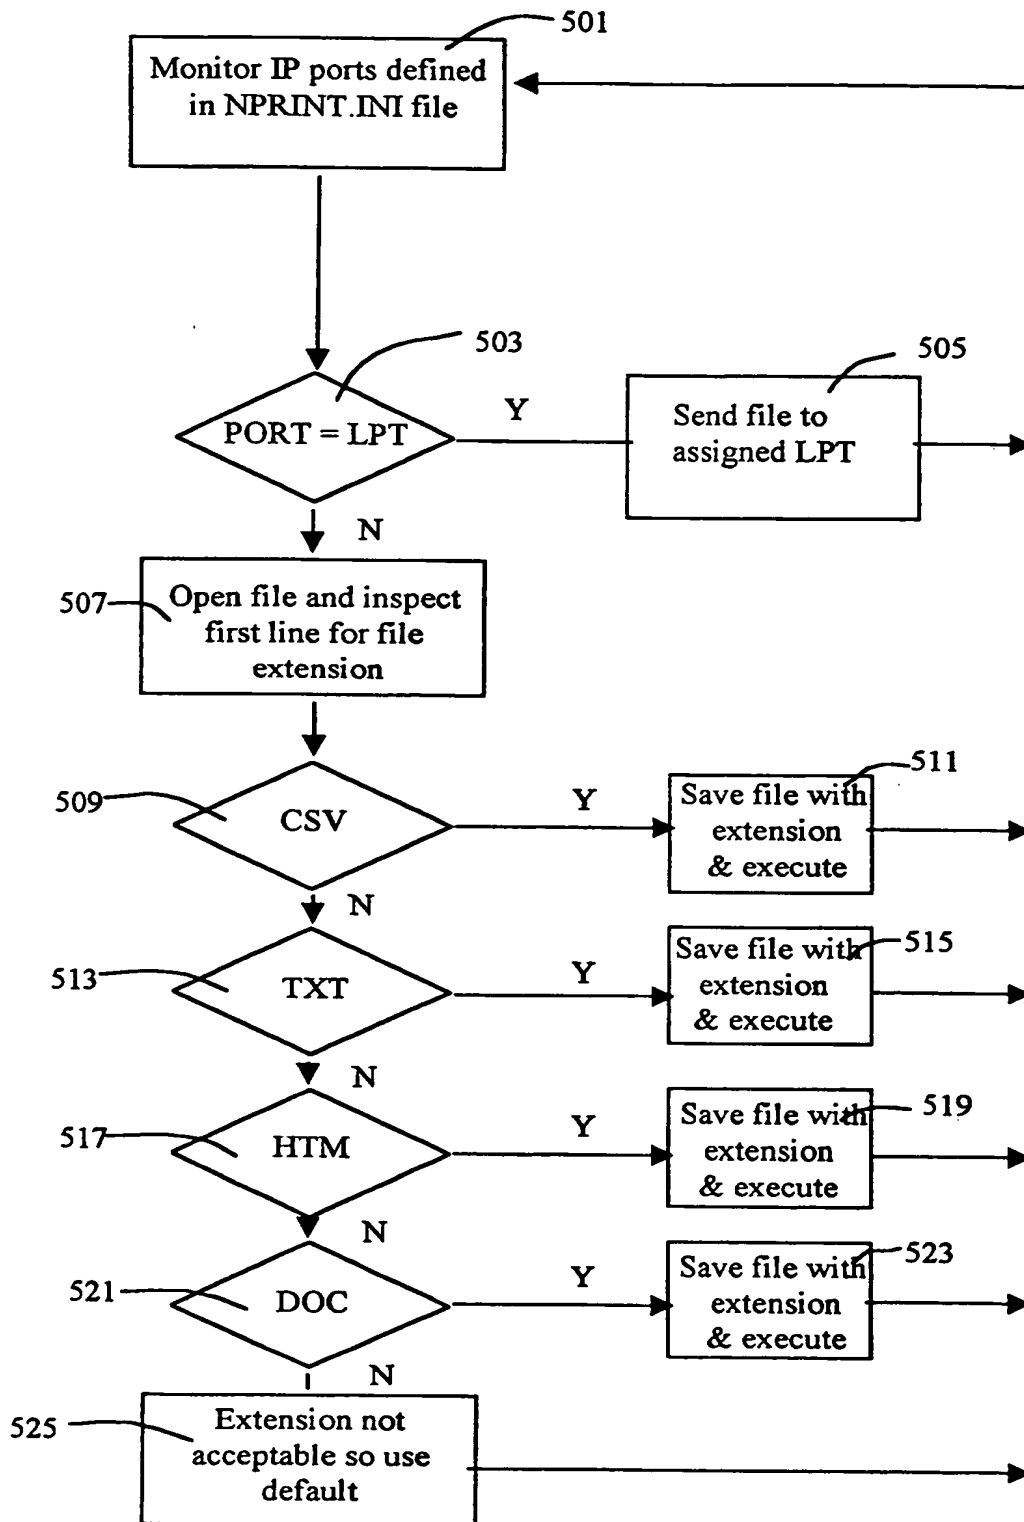 501
Monitor IP ports defined
in NPRINT.INI file
503
PORT = LPT
Y
505
Send file to
assigned LPT
N
507
Open file and inspect
first line for file
extension
509
CSV
Y
511
Save file with
extension
& execute
N
513
TXT
Y
515
Save file with
extension
& execute
N
517
HTM
Y
519
Save file with
extension
& execute
N
521
DOC
Y
523
Save file with
extension
& execute
N
525
Extension not
acceptable so use
default